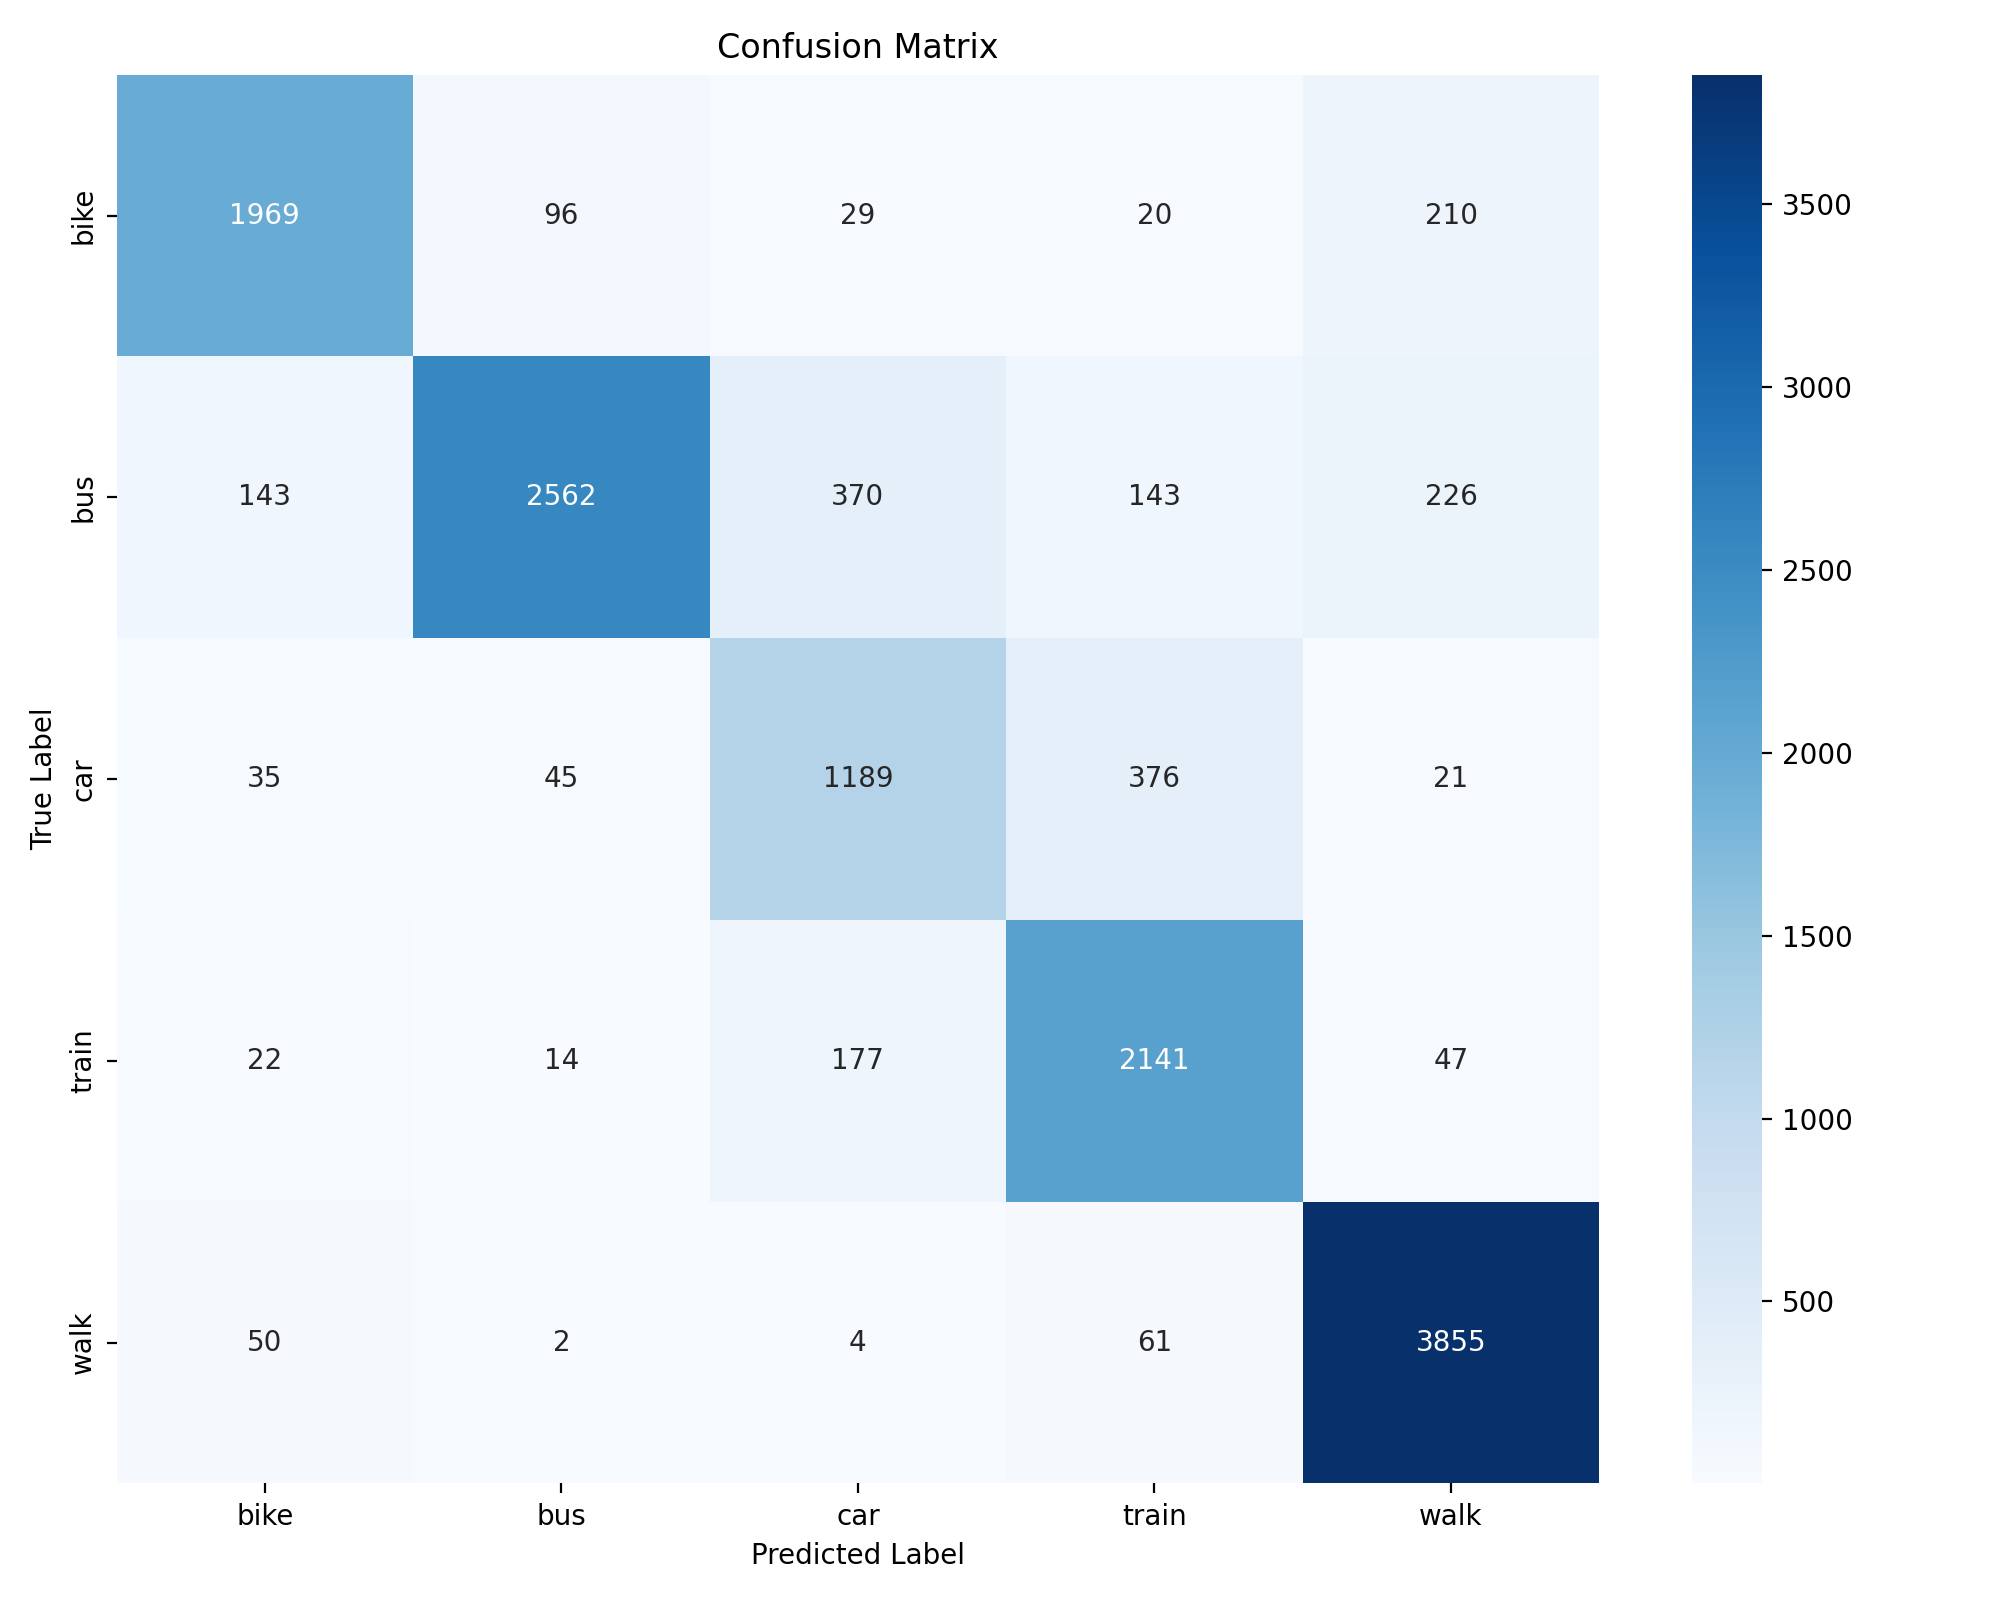 Confusion Matrix
bike 1969 96 29 20 210
bus 143 2562 370 143 226
car 35 45 1189 376 21
train 22 14 177 2141 47
walk 50 2 4 61 3855
bike bus car train walk
Predicted Label
True Label
3500
3000
2500
2000
1500
1000
500